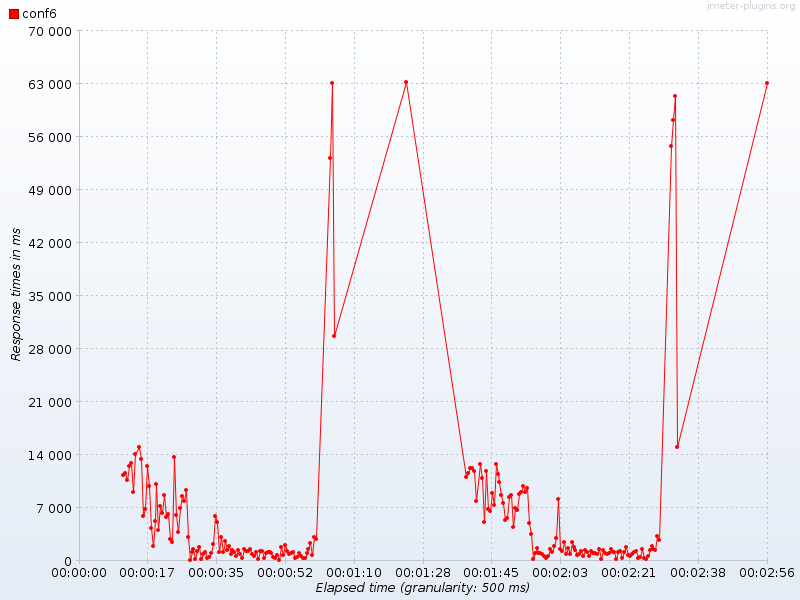 conf6
jmeter-plugins.org
70 000
63 000
56 000
49 000
42 000
35 000
28 000
21 000
14 000
7 000
0
Response times in ms
00:00:00 00:00:17 00:00:35 00:00:52 00:01:10 00:01:28 00:01:45 00:02:03 00:02:21 00:02:38 00:02:56
Elapsed time (granularity: 500 ms)